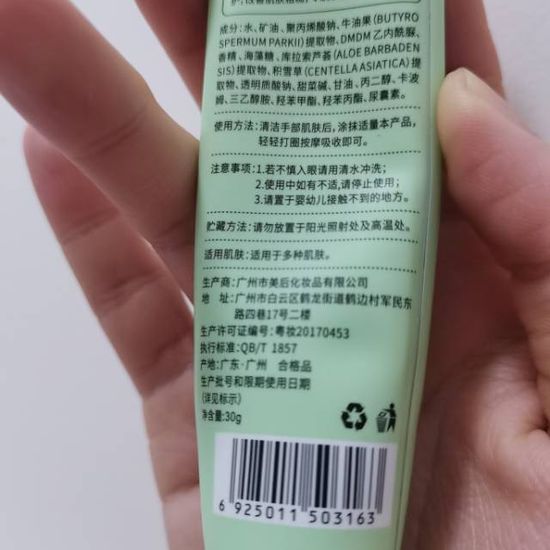 护,改善肌肤粗糙,
成分:水、矿油、聚丙烯酸钠、牛油果(BUTYRO
SPERMUM PARKII)提取物、DMDM乙内酰脲、
香精、海藻糖、库拉索芦荟(ALOE BARBADEN
SIS)提取物、积雪草(CENTELLA ASIATICA)提取
物、透明质酸钠、甜菜碱、甘油、丙二醇、卡波
姆、三乙醇胺、羟苯甲酯、羟苯丙酯、尿囊素。
使用方法:清洁手部肌肤后,涂抹适量本产品,
轻轻打圈按摩吸收即可。
注意事项:1.若不慎入眼请用清水冲洗;
2.使用中如有不适,请停止使用;
3.请置于婴幼儿接触不到的地方。
贮藏方法:请勿放置于阳光照射处及高温处。
适用肌肤:适用于多种肌肤。
生产商:广州市美后化妆品有限公司
地 址:广州市白云区鹤龙街道鹤边村军民东
路四巷17号二楼
生产许可证编号:粤妆20170453
执行标准:QB/T 1857
产地:广东·广州 合格品
生产批号和限期使用日期
(详见标示)
净含量:30g
6 925011 503163